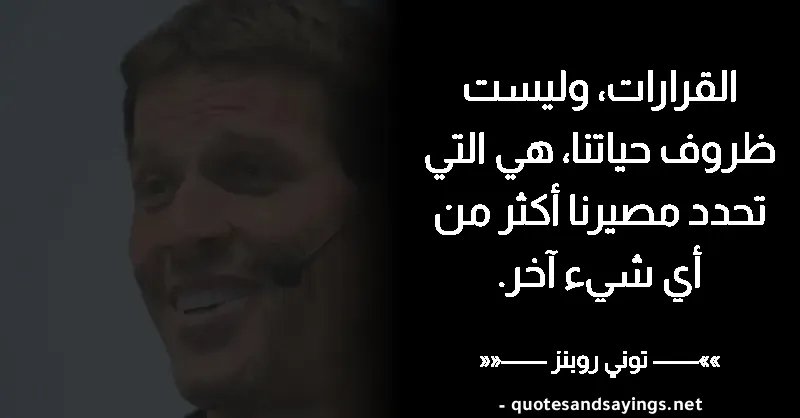 القرارات، وليست
ظروف حياتنا، هي التي
تحدد مصيرنا أكثر من
أي شيء آخر.
»»—— توني روبنز ——««
- quotesandsayings.net